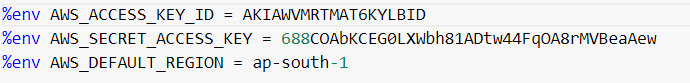 %env AWS_ACCESS_KEY_ID = AKIAWVMRTMAT6KYLBID
%env AWS_SECRET_ACCESS_KEY = 688COAbKCEG0LXWbh81ADtw44FqOA8rMVBeaAew
%env AWS_DEFAULT_REGION = ap-south-1